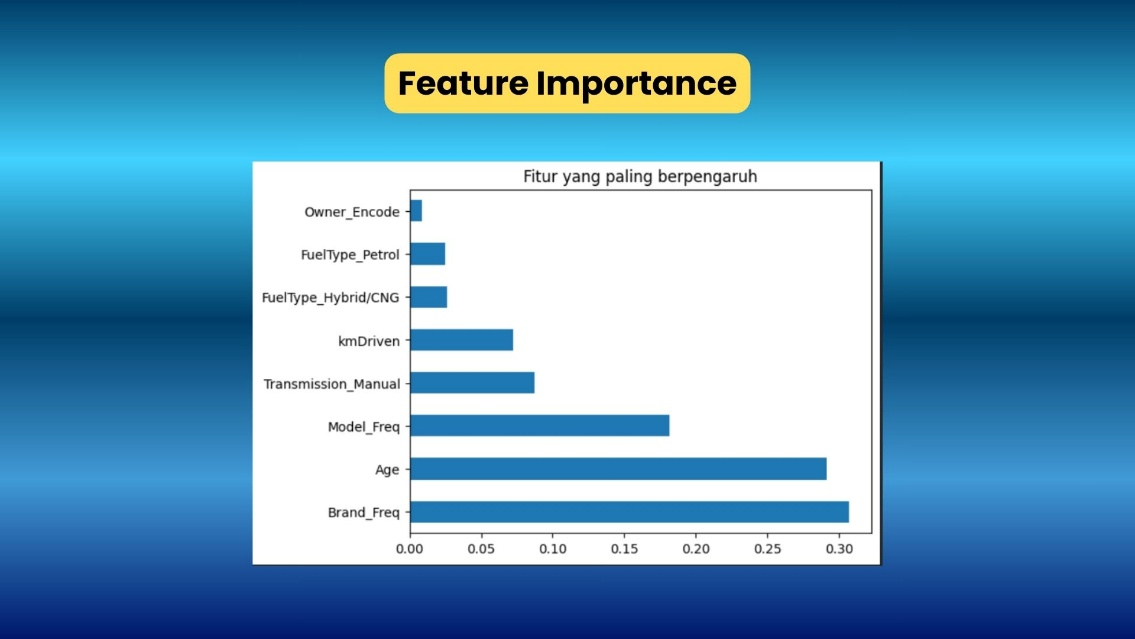 Feature Importance
Fitur yang paling berpengaruh
Owner_Encode
FuelType_Petrol
FuelType_Hybrid/CNG
kmDriven
Transmission_Manual
Model_Freq
Age
Brand_Freq
0.00 0.05 0.10 0.15 0.20 0.25 0.30